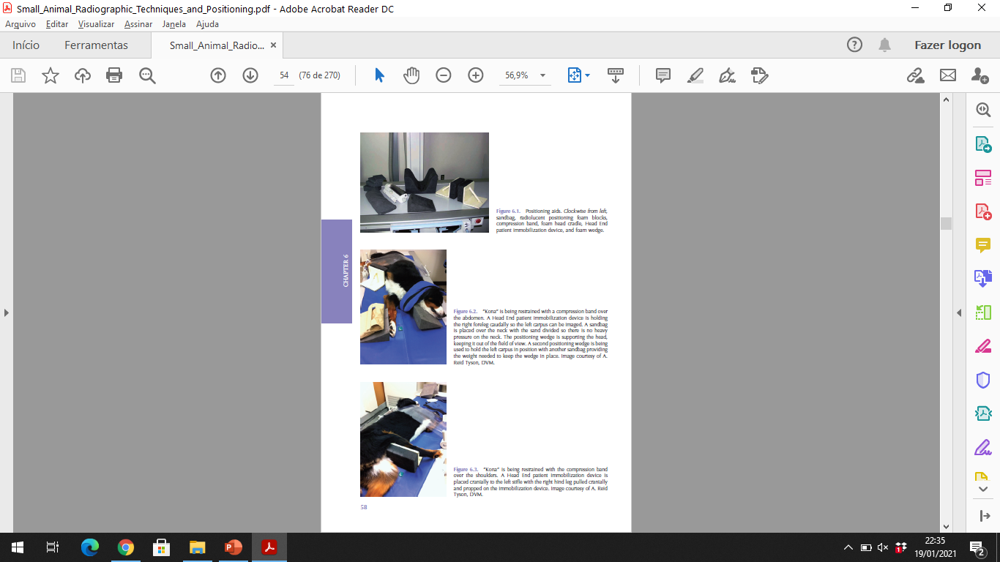 Small_Animal_Radiographic_Techniques_and_Positioning.pdf - Adobe Acrobat Reader DC
Arquivo Editar Visualizar Assinar Janela Ajuda
Início Ferramentas Small_Animal_Radio... Fazer logon
54 (76 de 270) 56,9%
Figure 6.1. Positioning aids. Clockwise from left,
sandbag, radiolucent positioning foam blocks,
compression band, foam head cradle, Head End
patient immobilization device, and foam wedge.
CHAPTER 6
Figure 6.2. "Kona" is being restrained with a compression band over
the abdomen. A Head End patient immobilization device is holding
the right foreleg caudally so the left carpus can be imaged. A sandbag
is placed over the neck with the sand divided so there is no heavy
pressure on the neck. The positioning wedge is supporting the head,
keeping it out of the field of view. A second positioning wedge is being
used to hold the left carpus in position with another sandbag providing
the weight needed to keep the wedge in place. Image courtesy of A.
Reid Tyson, DVM.
Figure 6.3. "Kona" is being restrained with the compression band
over the shoulders. A Head End patient immobilization device is
placed cranially to the left stifle with the right hind leg pulled cranially
and propped on the immobilization device. Image courtesy of A. Reid
Tyson, DVM.
58
22:35
19/01/2021
1
2